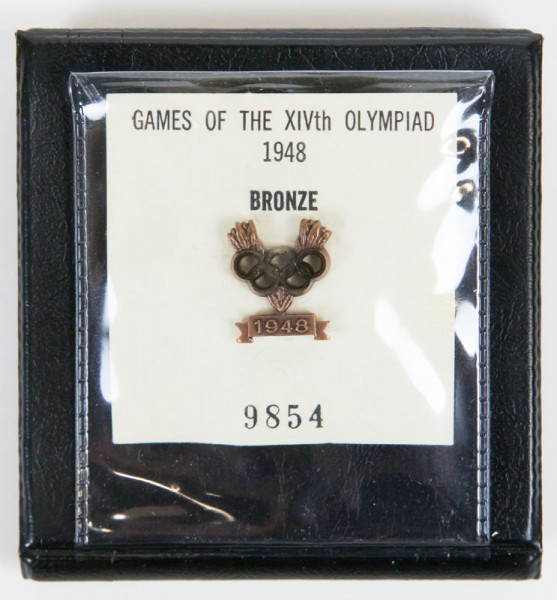 GAMES OF THE XIVth OLYMPIAD
1948
BRONZE
1948
9854